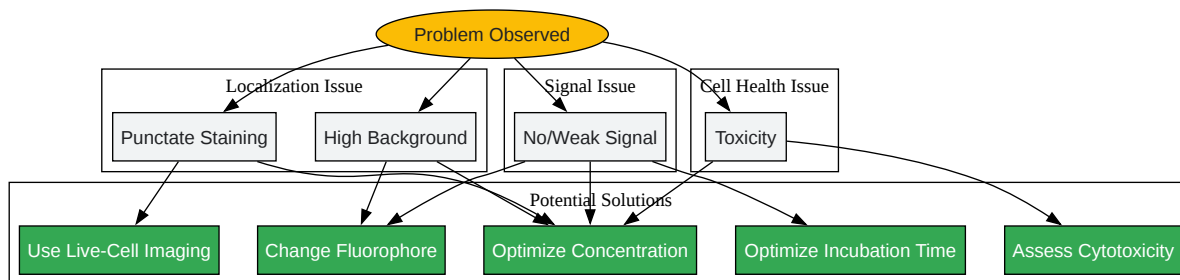 Problem Observed
Localization Issue
Signal Issue
Cell Health Issue
Punctate Staining
High Background
No/Weak Signal
Toxicity
Potential Solutions
Use Live-Cell Imaging
Change Fluorophore
Optimize Concentration
Optimize Incubation Time
Assess Cytotoxicity